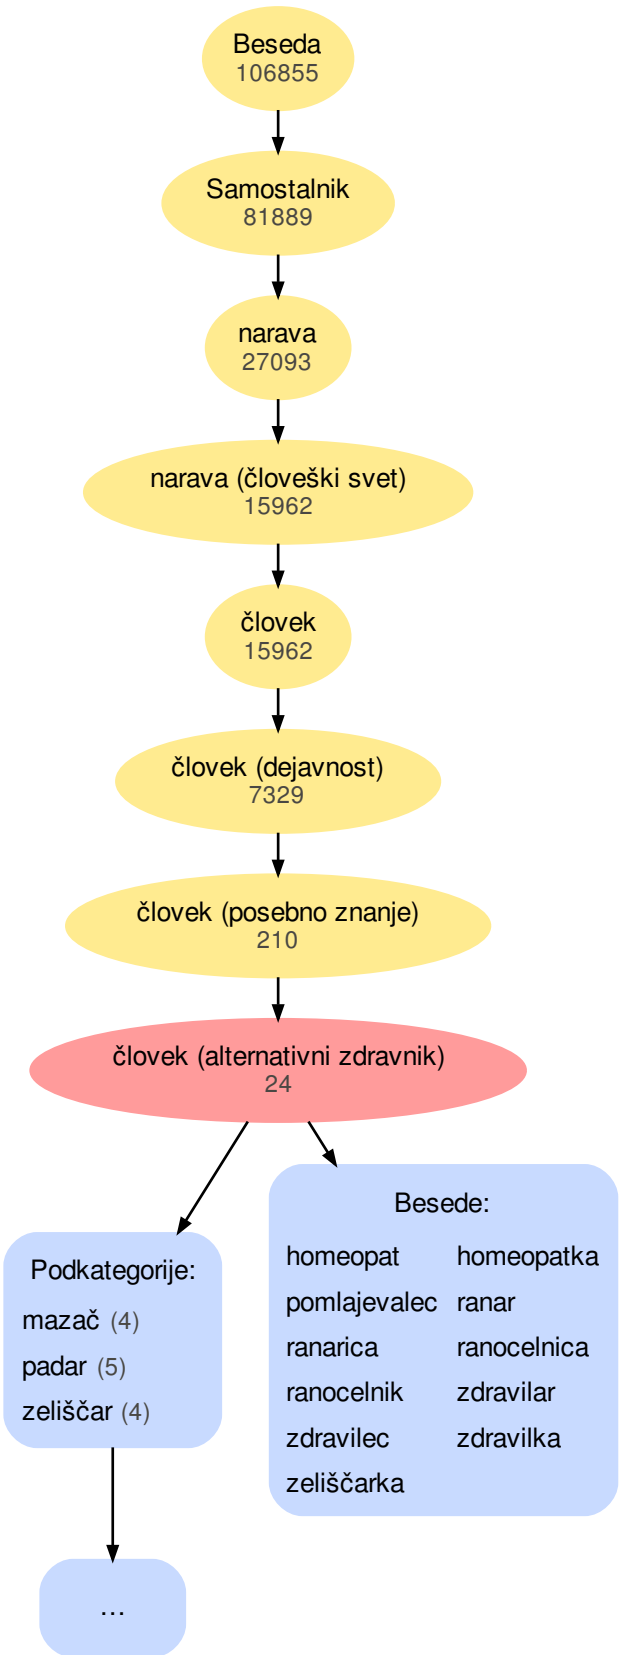 Beseda
106855
Samostalnik
81889
narava
27093
narava (človeški svet)
15962
človek
15962
človek (dejavnost)
7329
človek (posebno znanje)
210
človek (alternativni zdravnik)
24
Podkategorije:
mazač (4)
padar (5)
zeliščar (4)
...
Besede:
homeopat homeopatka
pomlajevalec ranar
ranarica ranocelnica
ranocelnik zdravilar
zdravilec zdravilka
zeliščarka